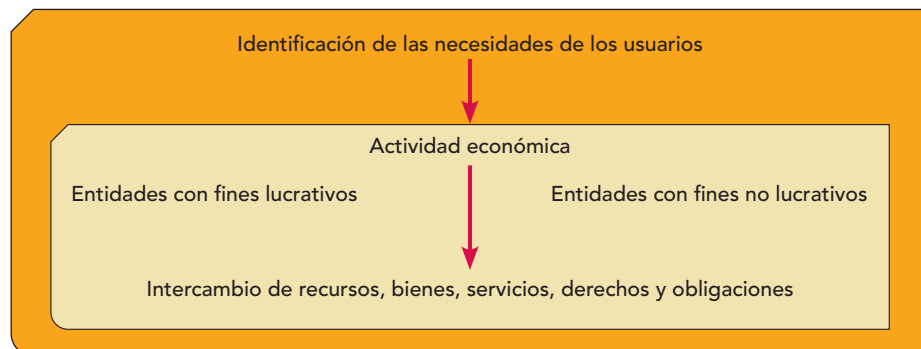 Identificación de las necesidades de los usuarios
Actividad económica
Entidades con fines lucrativos
Entidades con fines no lucrativos
Intercambio de recursos, bienes, servicios, derechos y obligaciones